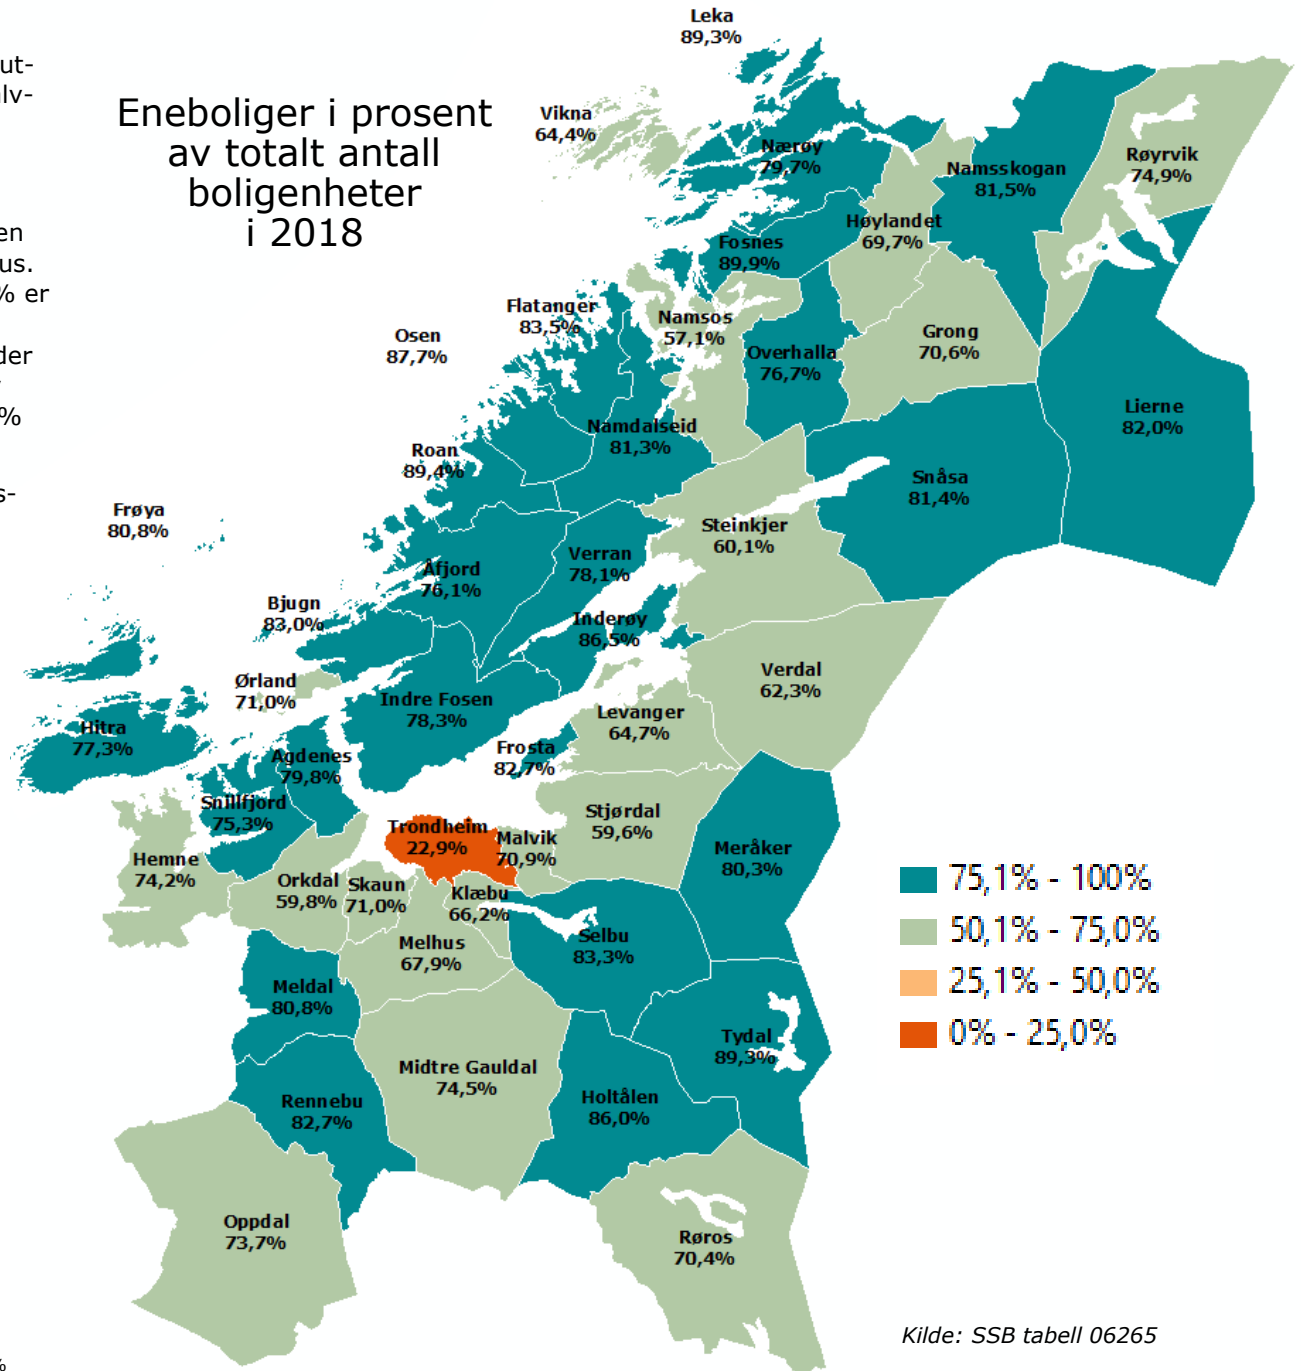 ut-
lv-
en
us.
% er
der
%
s-
%
Eneboliger i prosent
av totalt antall
boligenheter
i 2018
Leka
89,3%
Vikna
64,4%
Nærøy
79,7%
Namsskogan
81,5%
Røyrvik
74,9%
Høylandet
69,7%
Fosnes
89,9%
Flatanger
83,5%
Namsos
57,1%
Osen
87,7%
Overhalla
76,7%
Grong
70,6%
Lierne
82,0%
Namdalseid
81,3%
Roan
89,4%
Snåsa
81,4%
Frøya
80,8%
Steinkjer
60,1%
Verran
78,1%
Åfjord
76,1%
Bjugn
83,0%
Inderøy
86,5%
Verdal
62,3%
Ørland
71,0%
Indre Fosen
78,3%
Levanger
64,7%
Hitra
77,3%
Frosta
82,7%
Agdenes
79,8%
Snillfjord
75,3%
Stjørdal
59,6%
Trondheim
22,9%
Malvik
70,9%
Meråker
80,3%
Hemne
74,2%
Orkdal
59,8%
Skaun
71,0%
Klæbu
66,2%
Selbu
83,3%
Melhus
67,9%
Meldal
80,8%
Tydal
89,3%
Midtre Gauldal
74,5%
Holtålen
86,0%
Rennebu
82,7%
Oppdal
73,7%
Røros
70,4%
75,1% - 100%
50,1% - 75,0%
25,1% - 50,0%
0% - 25,0%
Kilde: SSB tabell 06265